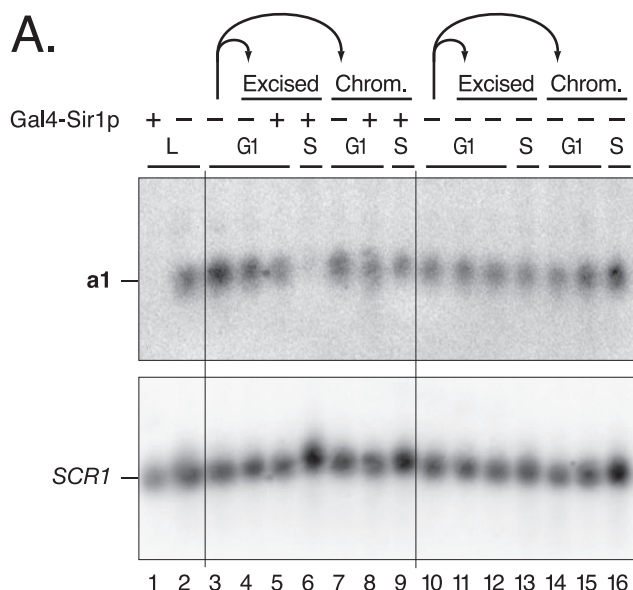 A.
Excised Chrom. Excised Chrom.
Gal4-Sir1p + – – – + + – + + – – – – – – –
L G1 S G1 S G1 S G1 S
a1
SCR1
1 2 3 4 5 6 7 8 9 10 11 12 13 14 15 16